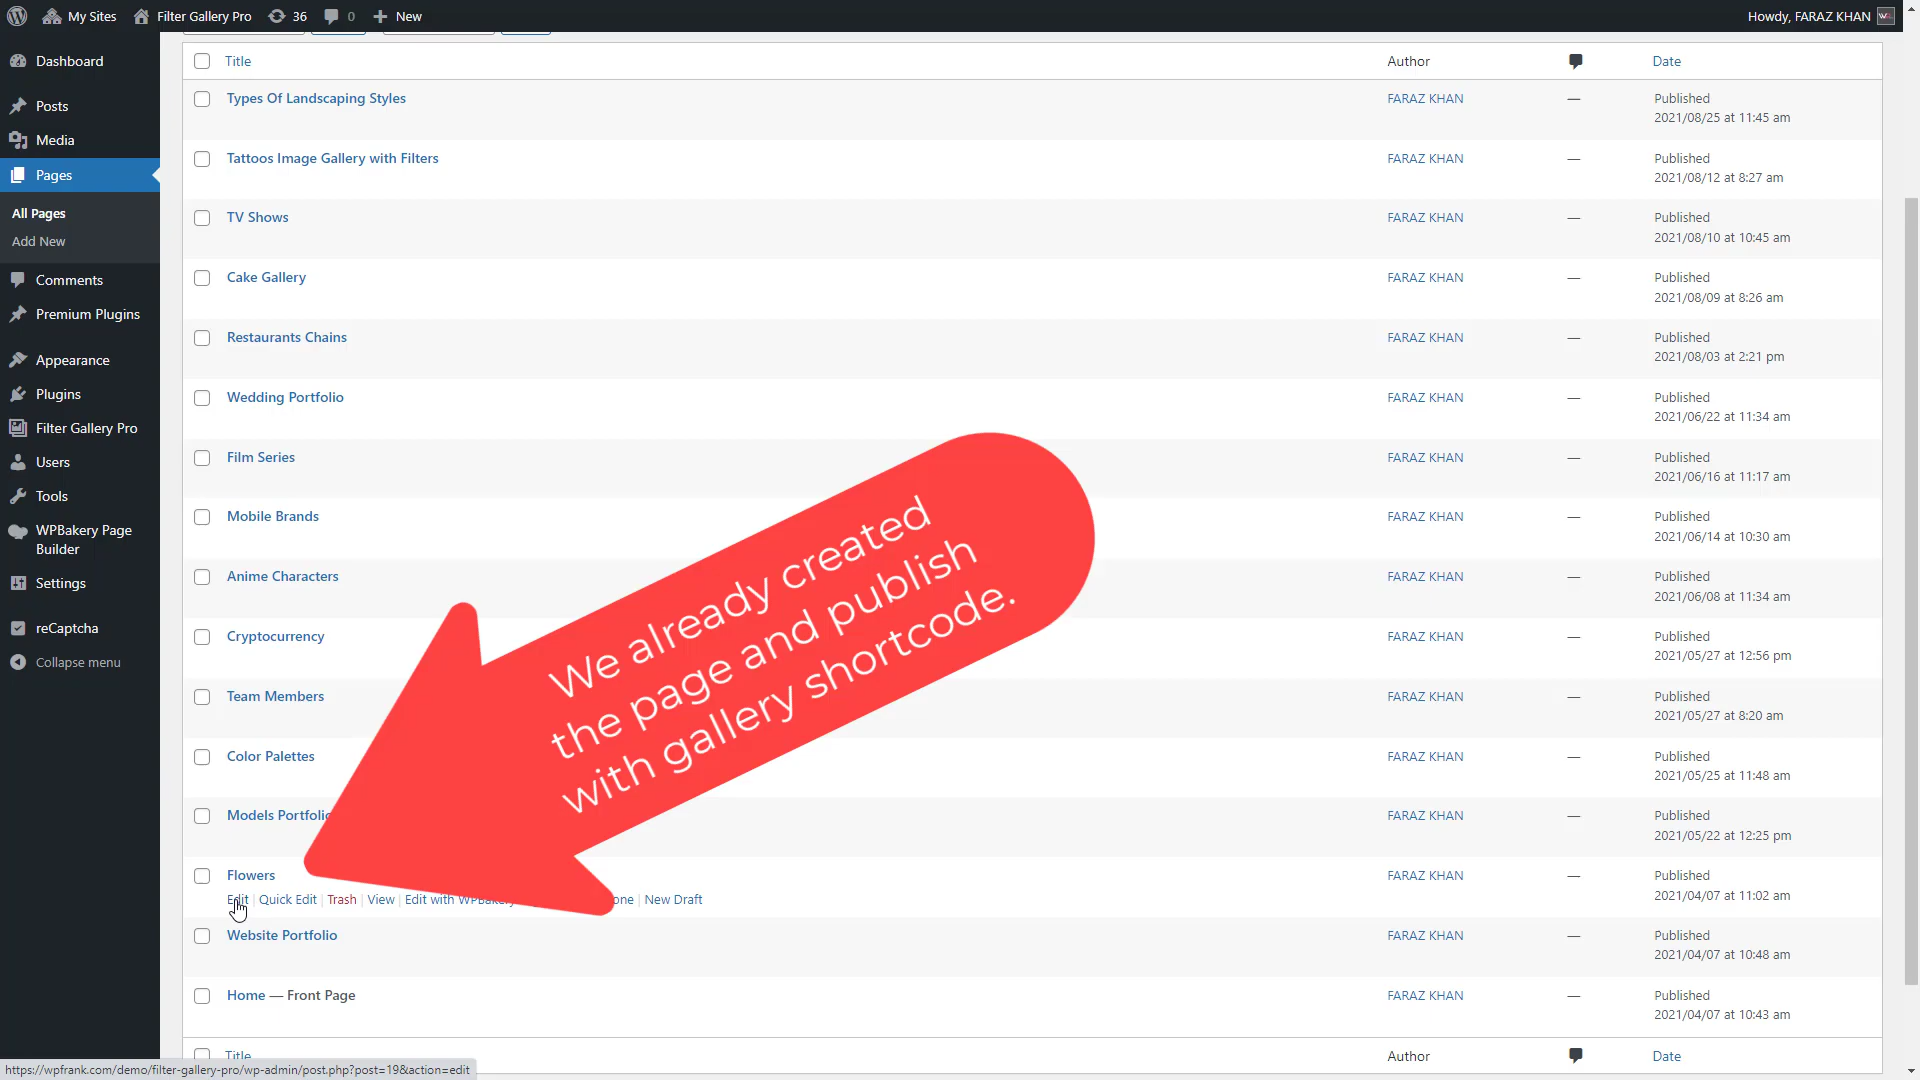 My Sites
Filter Gallery Pro
36
0
New
Howdy, FARAZ KHAN
Dashboard
Posts
Media
Pages
All Pages
Add New
Comments
Premium Plugins
Appearance
Plugins
Filter Gallery Pro
Users
Tools
WPBakery Page
Builder
Settings
reCaptcha
Collapse menu
Title Author Date
Types Of Landscaping Styles FARAZ KHAN — Published
2021/08/25 at 11:45 am
Tattoos Image Gallery with Filters FARAZ KHAN — Published
2021/08/12 at 8:27 am
TV Shows FARAZ KHAN — Published
2021/08/10 at 10:45 am
Cake Gallery FARAZ KHAN — Published
2021/08/09 at 8:26 am
Restaurants Chains FARAZ KHAN — Published
2021/08/03 at 2:21 pm
Wedding Portfolio FARAZ KHAN — Published
2021/06/22 at 11:34 am
Film Series FARAZ KHAN — Published
2021/06/16 at 11:17 am
Mobile Brands FARAZ KHAN — Published
2021/06/14 at 10:30 am
Anime Characters FARAZ KHAN — Published
2021/06/08 at 11:34 am
Cryptocurrency FARAZ KHAN — Published
2021/05/27 at 12:56 pm
Team Members FARAZ KHAN — Published
2021/05/27 at 8:20 am
Color Palettes FARAZ KHAN — Published
2021/05/25 at 11:48 am
Models Portfolio FARAZ KHAN — Published
2021/05/22 at 12:25 pm
Flowers FARAZ KHAN — Published
2021/04/07 at 11:02 am
Edit | Quick Edit | Trash | View | Edit with WPBakery | New Draft
Website Portfolio FARAZ KHAN — Published
2021/04/07 at 10:48 am
Home — Front Page FARAZ KHAN — Published
2021/04/07 at 10:43 am
Title Author Date
We already created
the page and publish
with gallery shortcode.
https://wpfrank.com/demo/filter-gallery-pro/wp-admin/post.php?post=19&action=edit